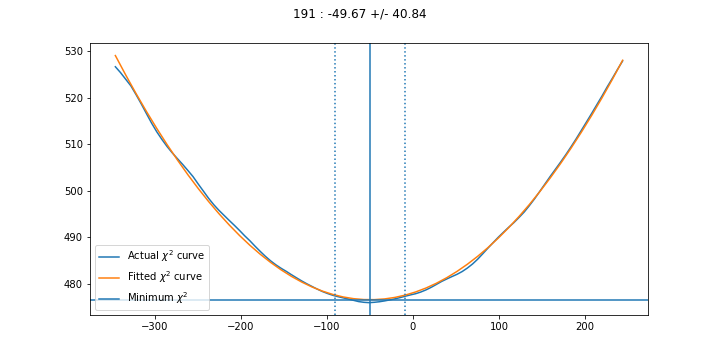 191 : -49.67 +/- 40.84
530
520
510
500
490
480
Actual χ² curve
Fitted χ² curve
Minimum χ²
−300 −200 −100 0 100 200